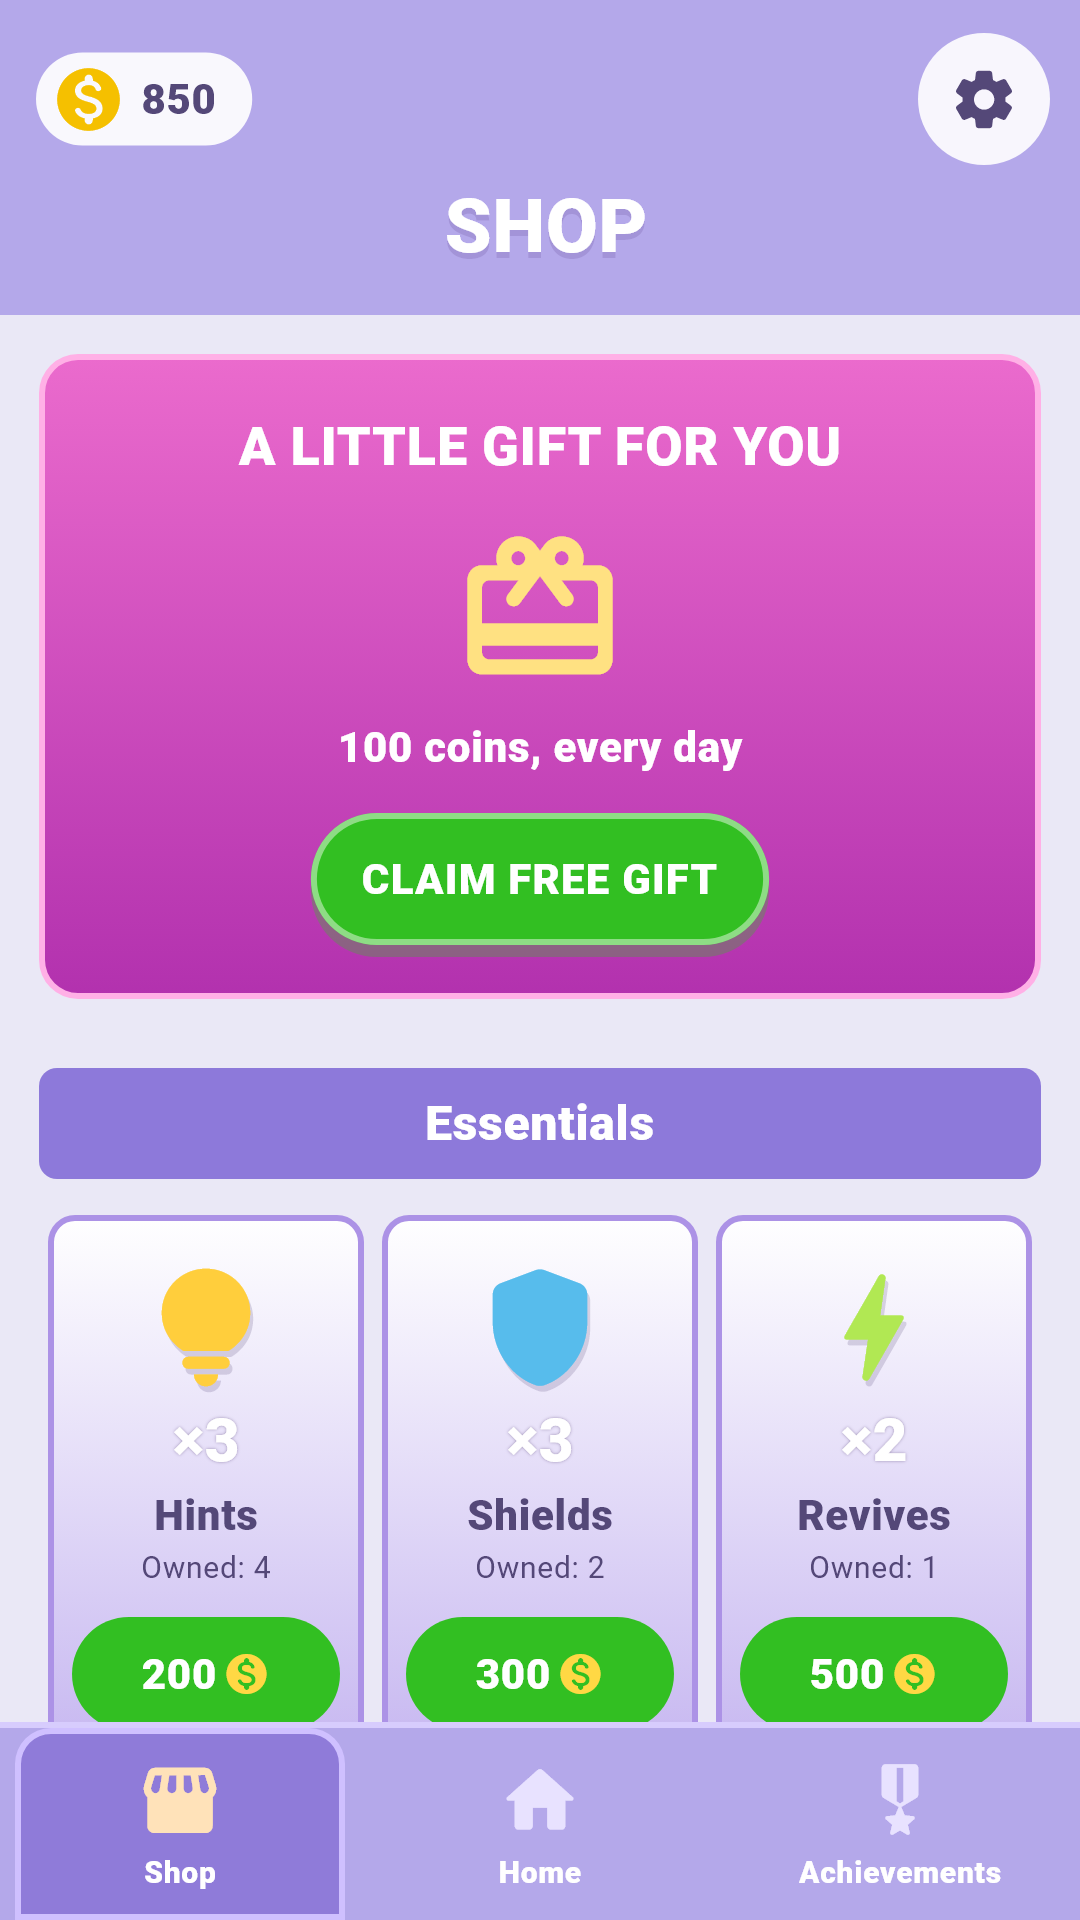 850
SHOP
A LITTLE GIFT FOR YOU
100 coins, every day
CLAIM FREE GIFT
Essentials
×3
×3
×2
Hints
Shields
Revives
Owned: 4
Owned: 2
Owned: 1
200
300
500
Shop
Home
Achievements